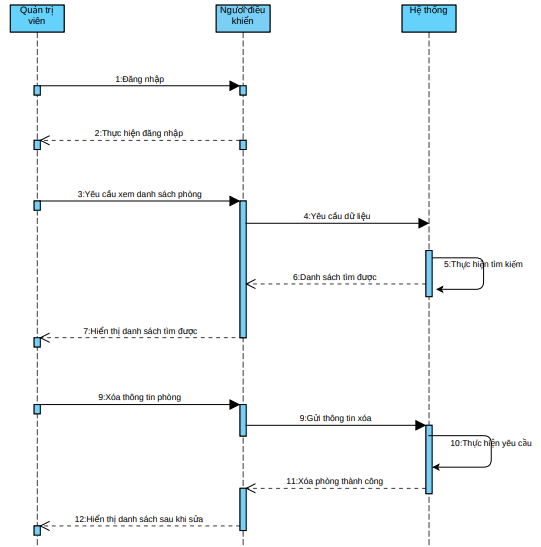 Quản trị
viên
Người điều
khiển
Hệ thống
1:Đăng nhập
2:Thực hiện đăng nhập
3:Yêu cầu xem danh sách phòng
4:Yêu cầu dữ liệu
5:Thực hiện tìm kiếm
6:Danh sách tìm được
7:Hiển thị danh sách tìm được
9:Xóa thông tin phòng
9:Gửi thông tin xóa
10:Thực hiện yêu cầu
11:Xóa phòng thành công
12:Hiển thị danh sách sau khi sửa